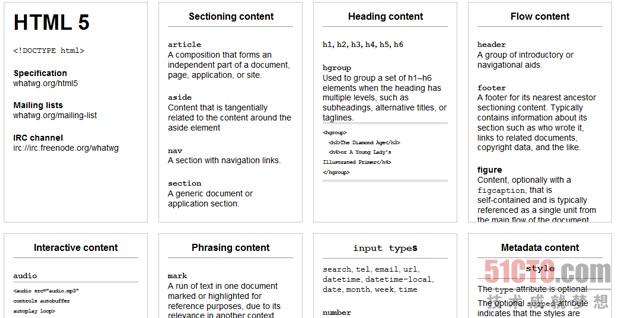 HTML 5
<!DOCTYPE html>
Specification
whatwg.org/html5
Mailing lists
whatwg.org/mailing-list
IRC channel
irc://irc.freenode.org/whatwg
Sectioning content
article
A composition that forms an
independent part of a document,
page, application, or site.
aside
Content that is tangentially
related to the content around the
aside element
nav
A section with navigation links.
section
A generic document or
application section.
Heading content
h1, h2, h3, h4, h5, h6
hgroup
Used to group a set of h1–h6
elements when the heading has
multiple levels, such as
subheadings, alternative titles, or
taglines.
<hgroup>
<h2>The Diamond Age</h2>
<h4>or A Young Lady's
Illustrated Primer</h4>
</hgroup>
Flow content
header
A group of introductory or
navigational aids.
footer
A footer for its nearest ancestor
sectioning content. Typically
contains information about its
section such as who wrote it,
links to related documents,
copyright data, and the like.
figure
Content, optionally with a
figcaption, that is
self-contained and is typically
referenced as a single unit from
the main flow of the document.
Interactive content
audio
<audio src="audio.mp3"
controls autobuffer
autoplay loop>
Phrasing content
mark
A run of text in one document
marked or highlighted for
reference purposes, due to its
relevance in another context.
input types
search, tel, email, url,
datetime, datetime-local,
date, month, week, time
number
Metadata content
style
The type attribute is optional.
The optional scoped attribute
indicates that the styles are
51CTO.com
技术成就梦想